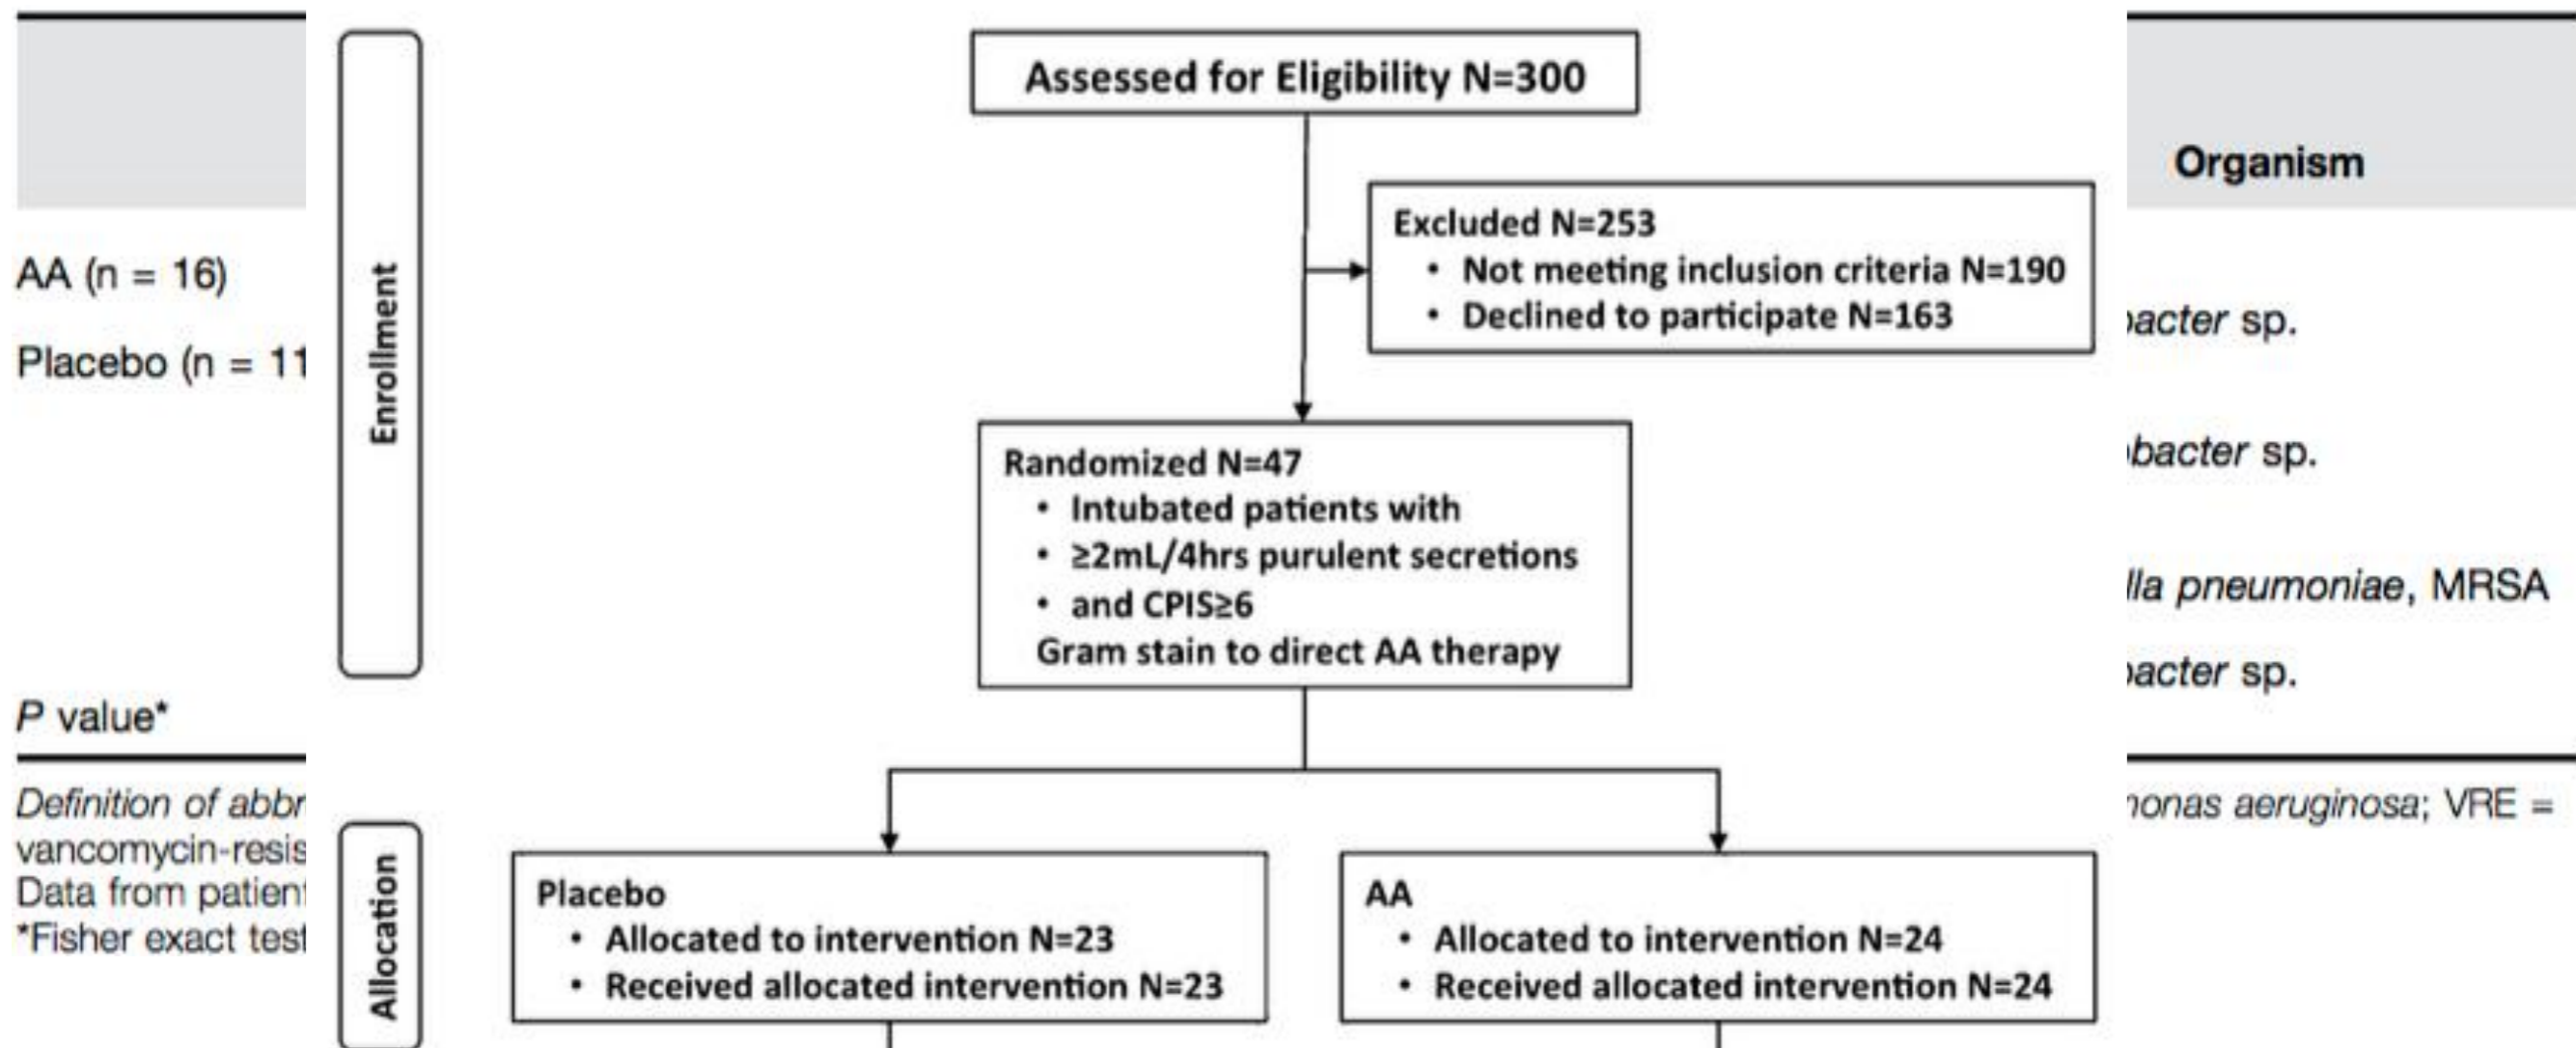 Organism
AA (n = 16)
Placebo (n = 11
P value*
Definition of
vancomycin-resis
Data from patient
*Fisher exact test
Enrollment
Assessed for Eligibility N=300
Excluded N=253
• Not meeting inclusion criteria N=190
• Declined to participate N=163
Randomized N=47
• Intubated patients with
• ≥2mL/4hrs purulent secretions
• and CPIS≥6
Gram stain to direct AA therapy
Allocation
Placebo
• Allocated to intervention N=23
• Received allocated intervention N=23
AA
• Allocated to intervention N=24
• Received allocated intervention N=24
acter sp.
bacter sp.
lla pneumoniae, MRSA
acter sp.
monas aeruginosa; VRE =